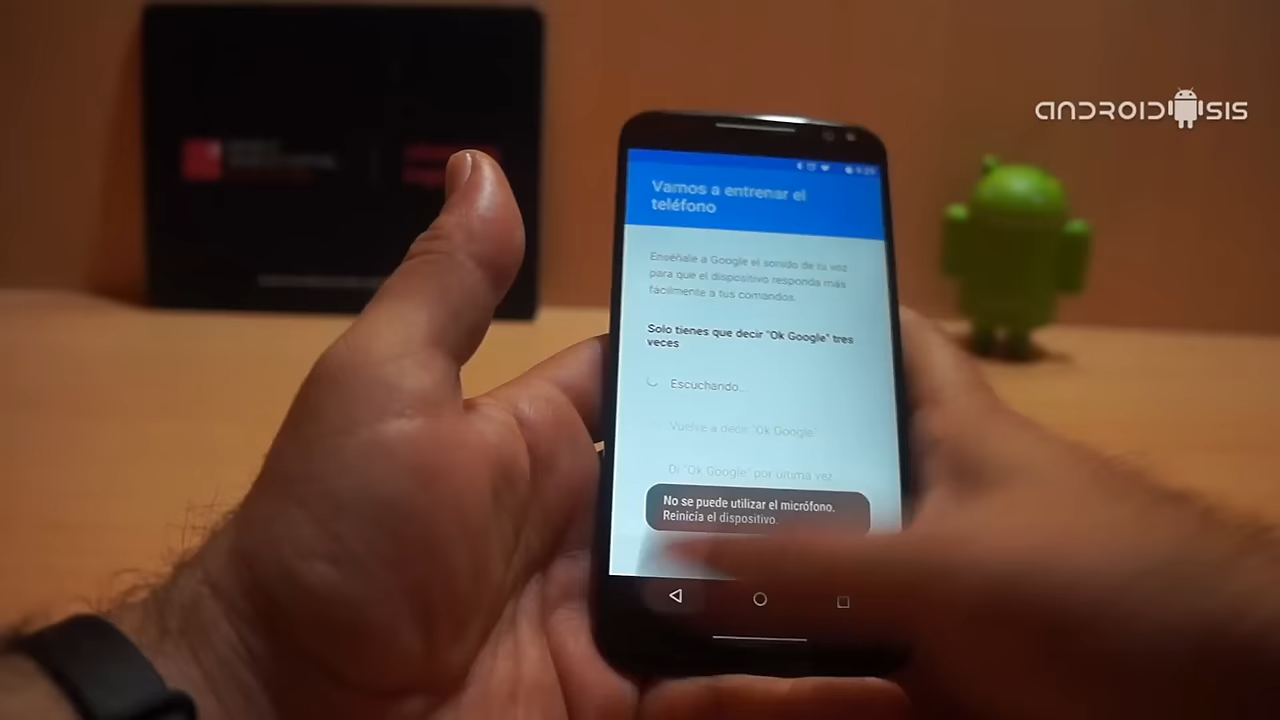 ANDROIDSIS
Vamos a entrenar el
teléfono
Enséñale a Google el sonido de tu voz
para que el dispositivo responda más
fácilmente a tus comandos.
Solo tienes que decir "Ok Google" tres
veces
Escuchando...
Vuelve a decir "Ok Google"
Di "Ok Google" por última vez
No se puede utilizar el micrófono.
Reinicia el dispositivo.